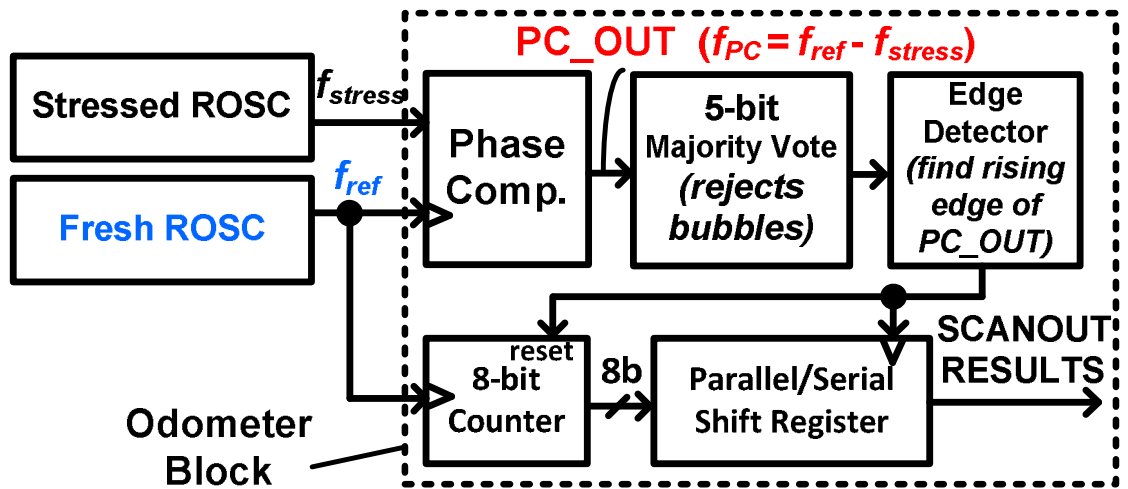 PC_OUT (fPC = fref - fstress)
Stressed ROSC
fstress
Fresh ROSC
fref
Phase
Comp.
5-bit
Majority Vote
(rejects
bubbles)
Edge
Detector
(find rising
edge of
PC_OUT)
reset
8-bit
Counter
8b
Parallel/Serial
Shift Register
SCANOUT
RESULTS
Odometer
Block